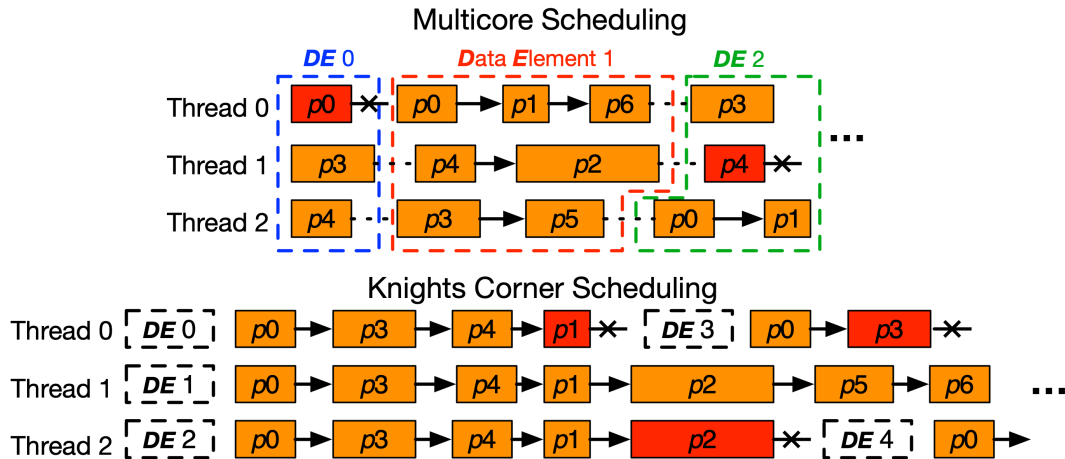 Multicore Scheduling
DE 0 Data Element 1 DE 2
Thread 0 p0 p0 p1 p6 p3
...
Thread 1 p3 p4 p2 p4
Thread 2 p4 p3 p5 p0 p1
Knights Corner Scheduling
Thread 0 DE 0 p0 p3 p4 p1 DE 3 p0 p3
Thread 1 DE 1 p0 p3 p4 p1 p2 p5 p6 ...
Thread 2 DE 2 p0 p3 p4 p1 p2 DE 4 p0